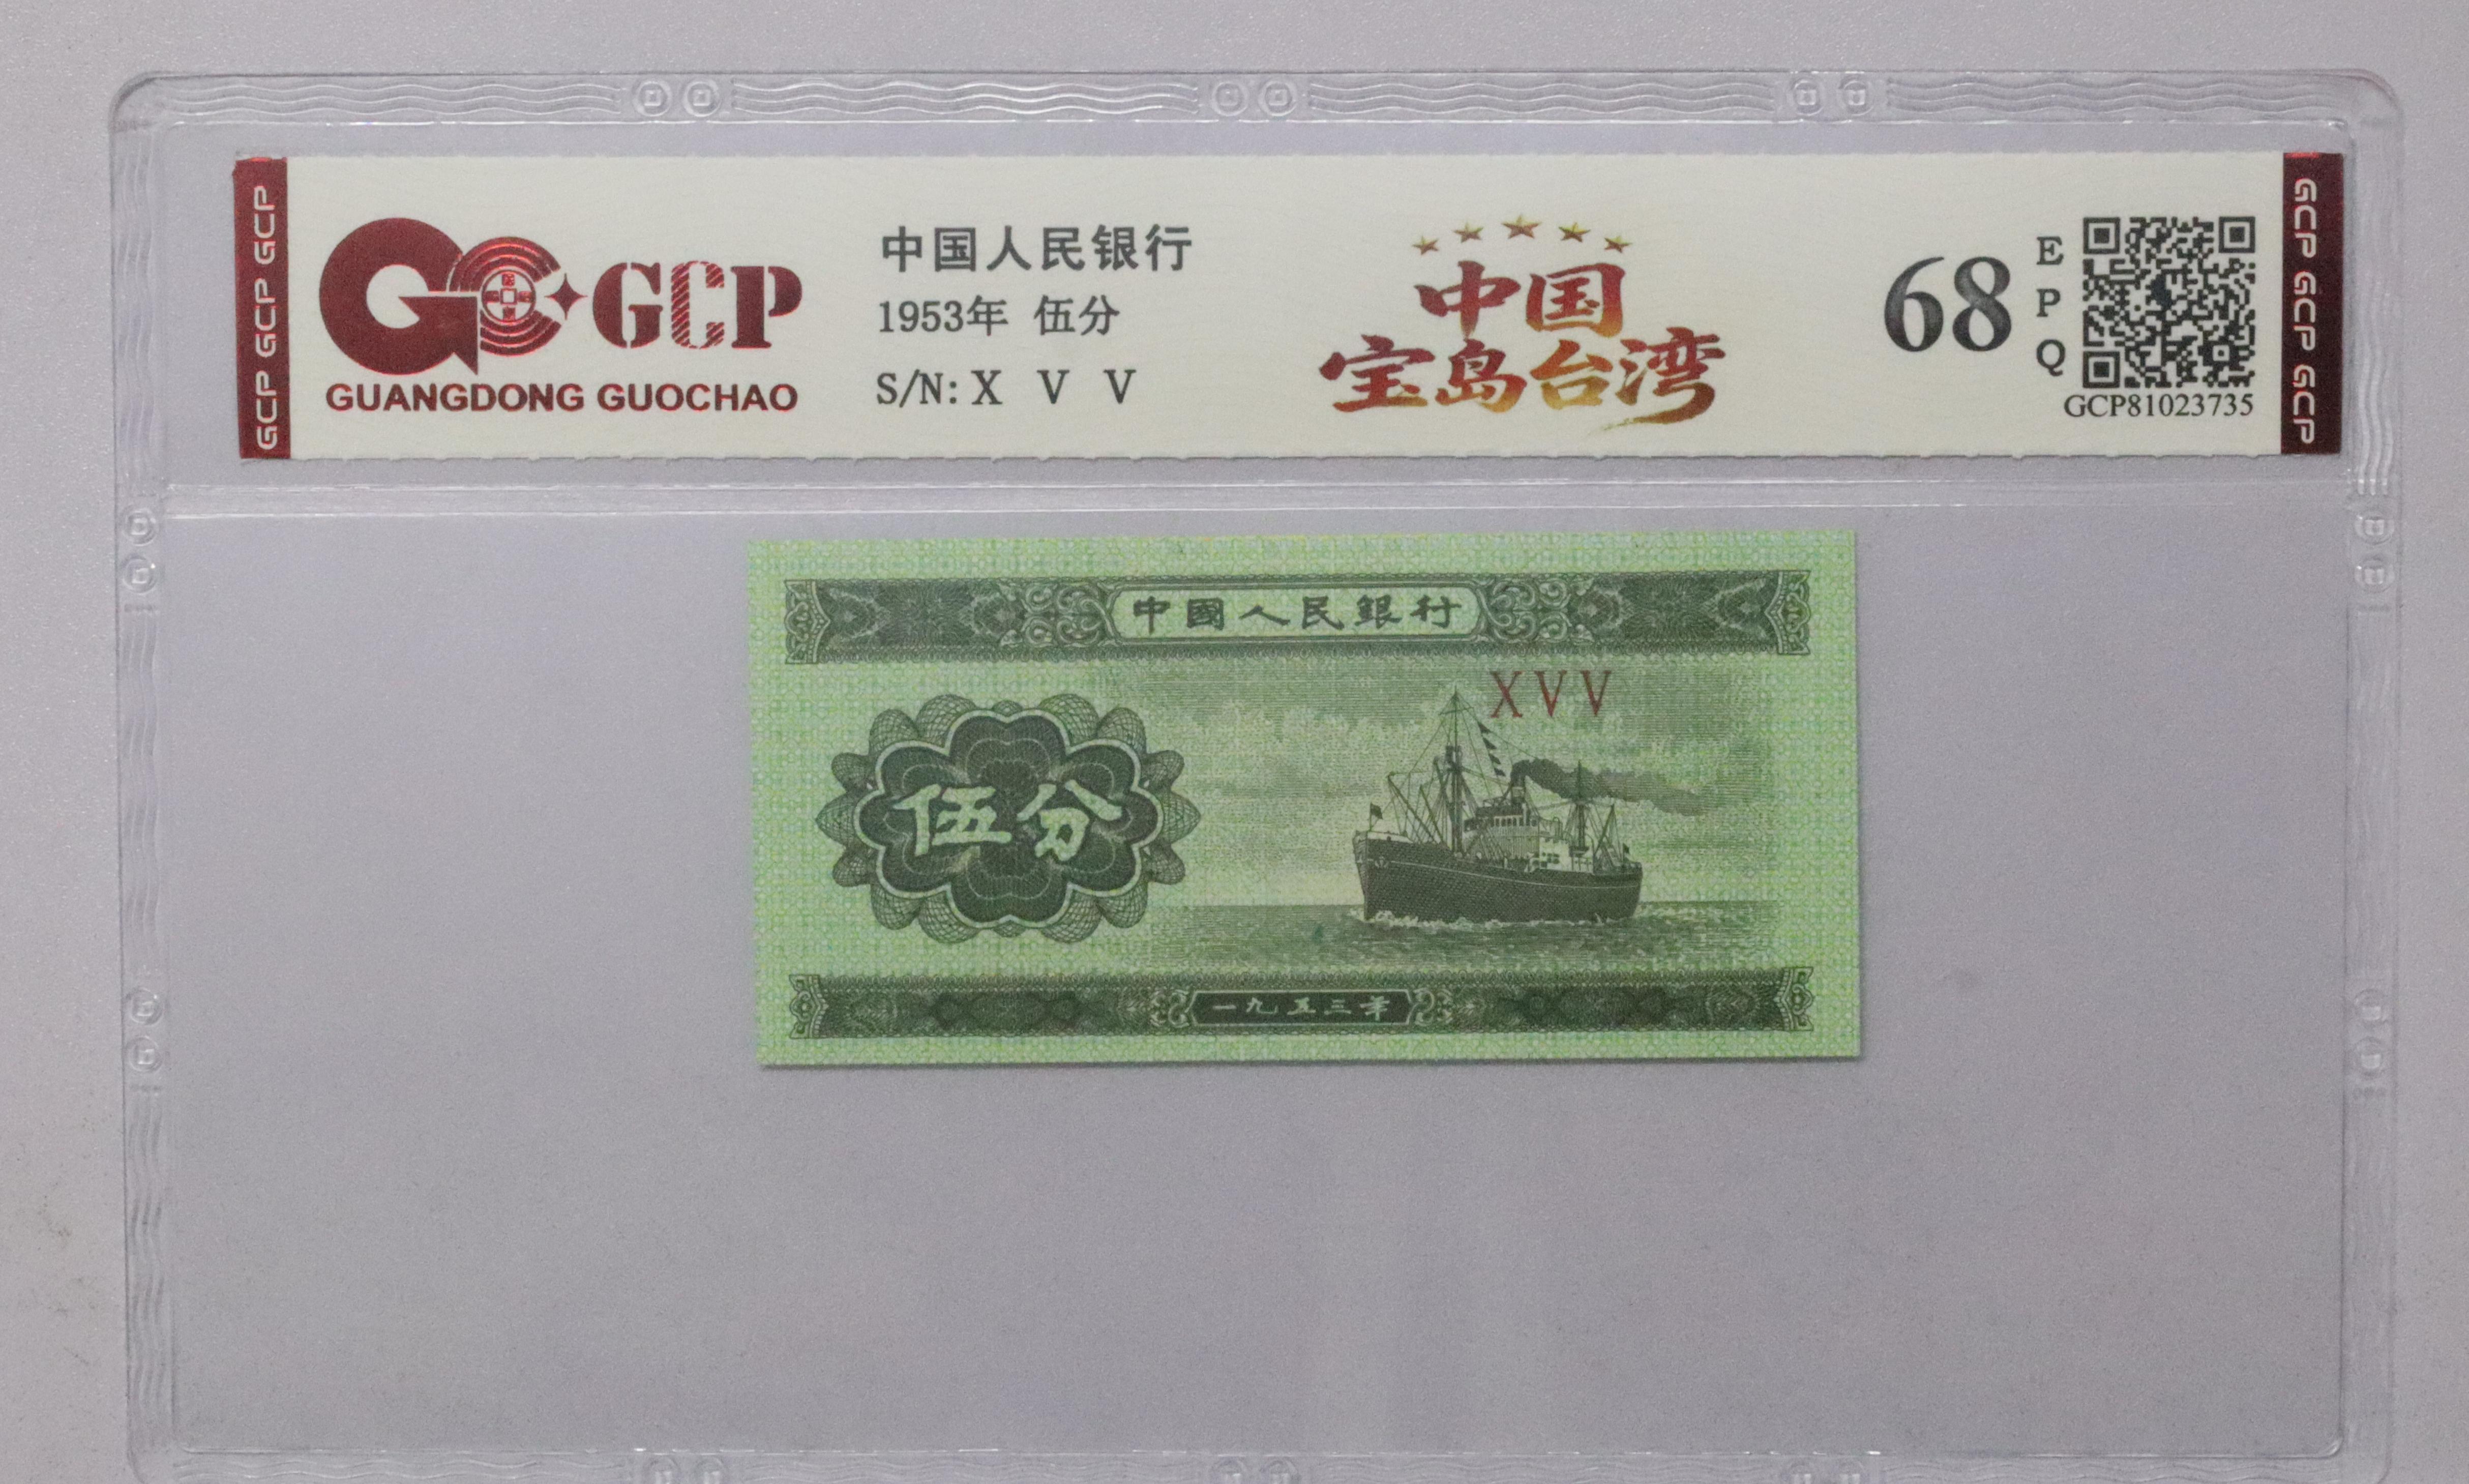 GCP GCP GCP
GCP
GUANGDONG GUOCHAO
中国人民银行
1953年 伍分
S/N: X V V
中国
宝岛台湾
68
E
P
Q
GCP81023735
GCP GCP GCP
中國人民銀行
XVV
伍分
一九五三年